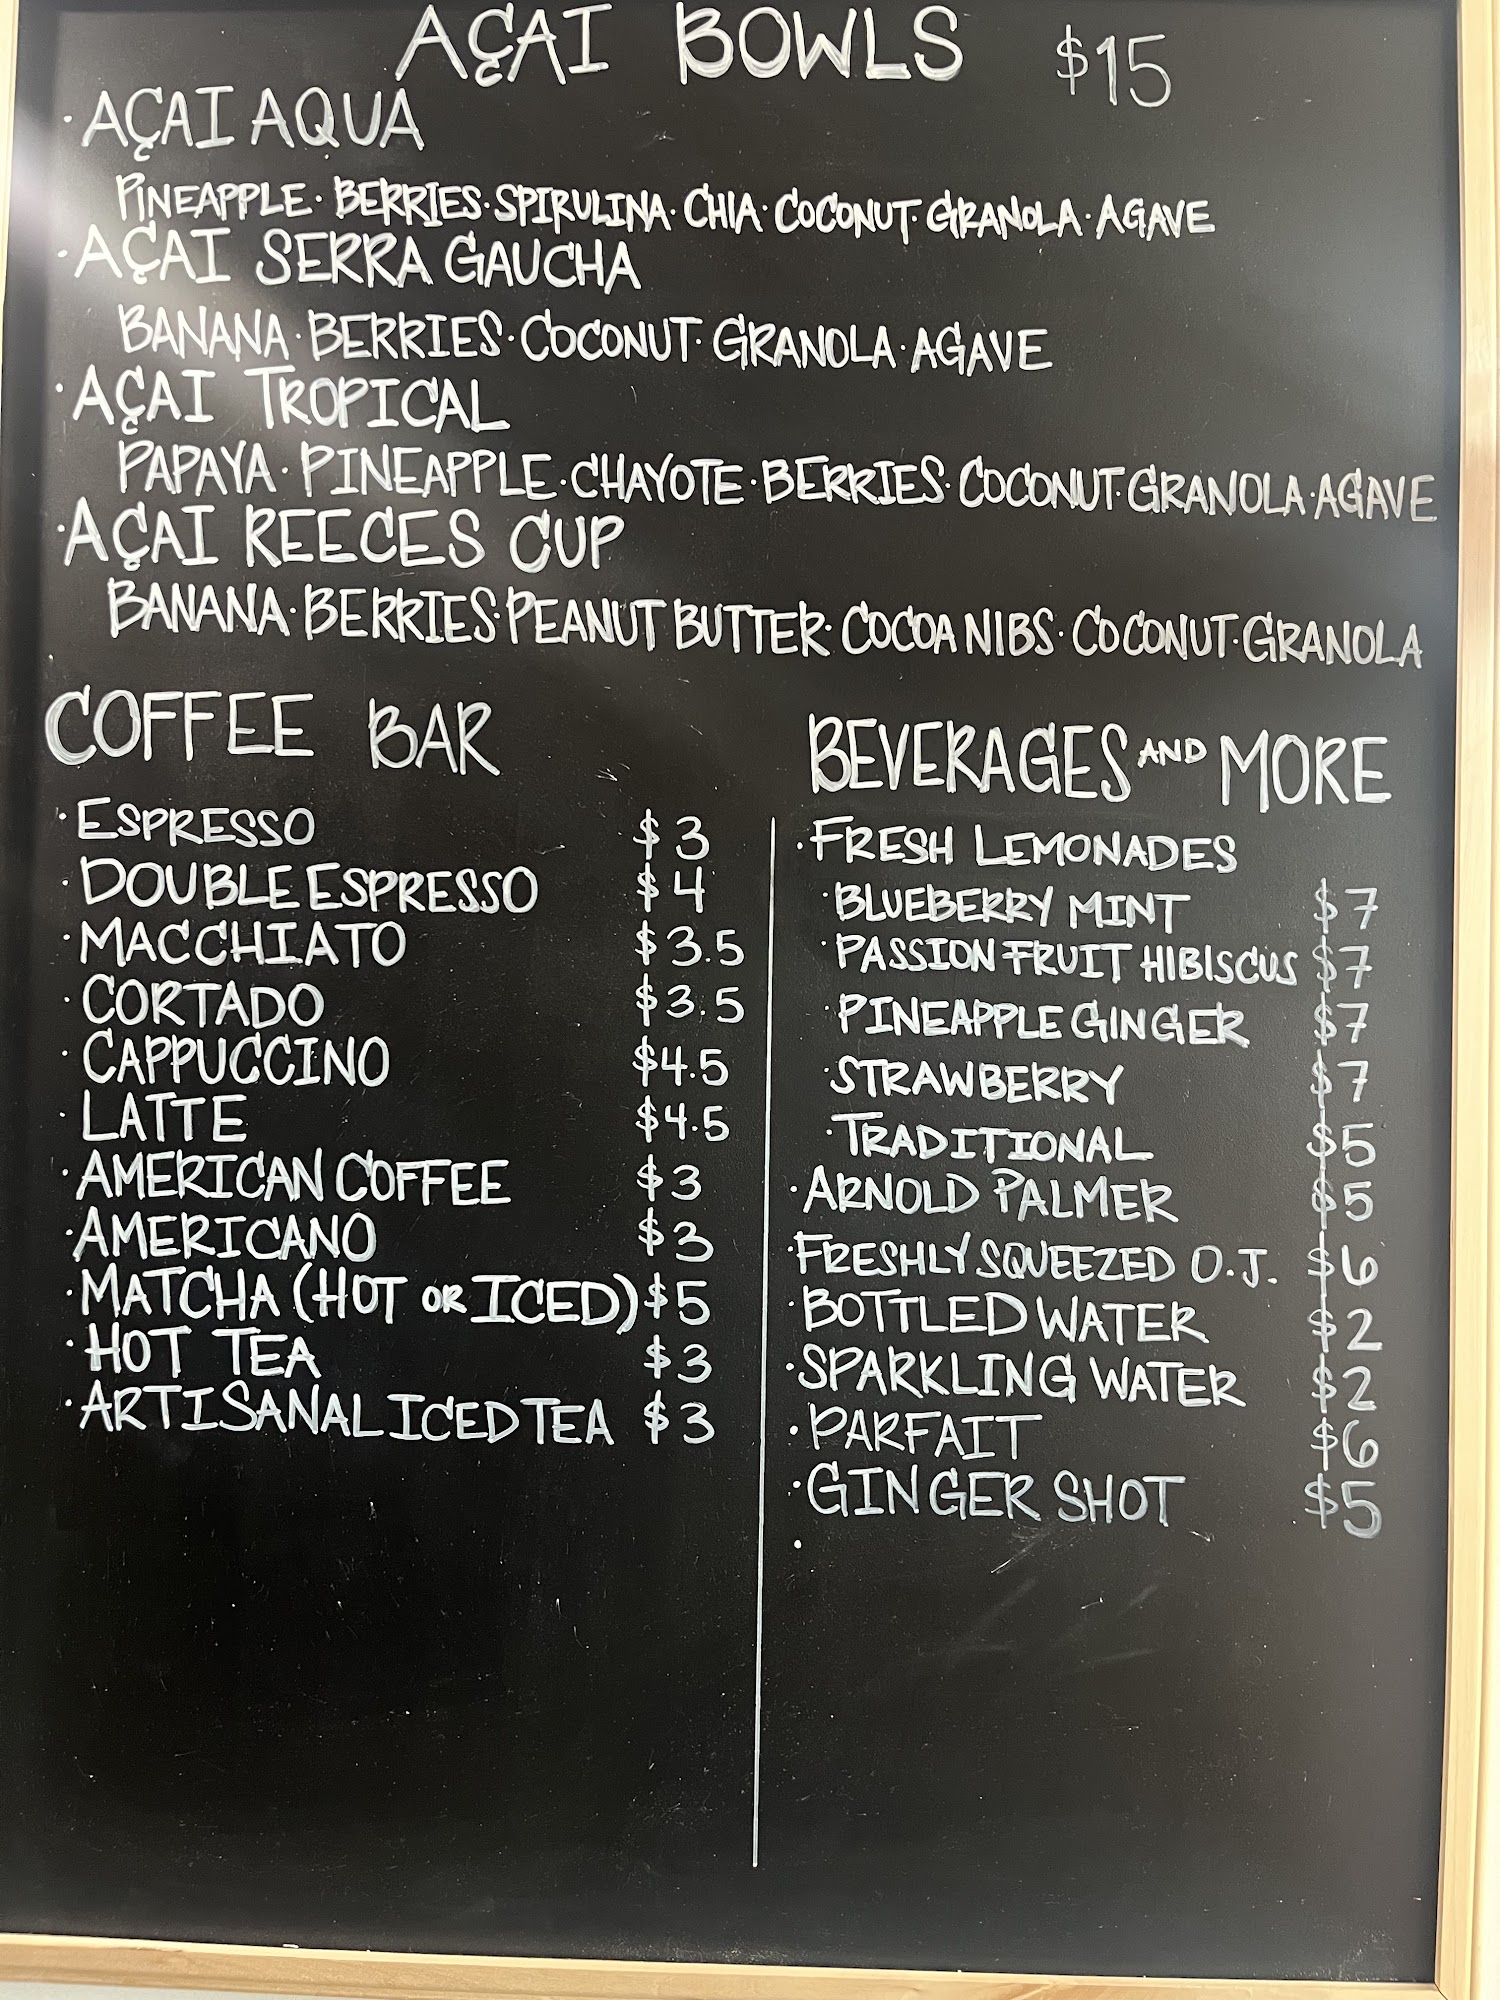 AÇAI BOWLS $15
· AÇAI AQUA
PINEAPPLE · BERRIES · SPIRULINA · CHIA · COCONUT · GRANOLA · AGAVE
· AÇAI SERRA GAUCHA
BANANA · BERRIES · COCONUT · GRANOLA · AGAVE
· AÇAI TROPICAL
PAPAYA · PINEAPPLE · CHAYOTE · BERRIES · COCONUT · GRANOLA · AGAVE
· AÇAI REECES CUP
BANANA · BERRIES · PEANUT BUTTER · COCOA NIBS · COCONUT · GRANOLA
COFFEE BAR
· ESPRESSO $3
· DOUBLE ESPRESSO $4
· MACCHIATO $3.5
· CORTADO $3.5
· CAPPUCCINO $4.5
· LATTE $4.5
· AMERICAN COFFEE $3
· AMERICANO $3
· MATCHA (HOT OR ICED) $5
· HOT TEA $3
· ARTISANAL ICED TEA $3
BEVERAGES AND MORE
· FRESH LEMONADES
· BLUEBERRY MINT $7
· PASSION FRUIT HIBISCUS $7
· PINEAPPLE GINGER $7
· STRAWBERRY $7
· TRADITIONAL $5
· ARNOLD PALMER $5
· FRESHLY SQUEEZED O.J. $6
· BOTTLED WATER $2
· SPARKLING WATER $2
· PARFAIT $6
· GINGER SHOT $5
·